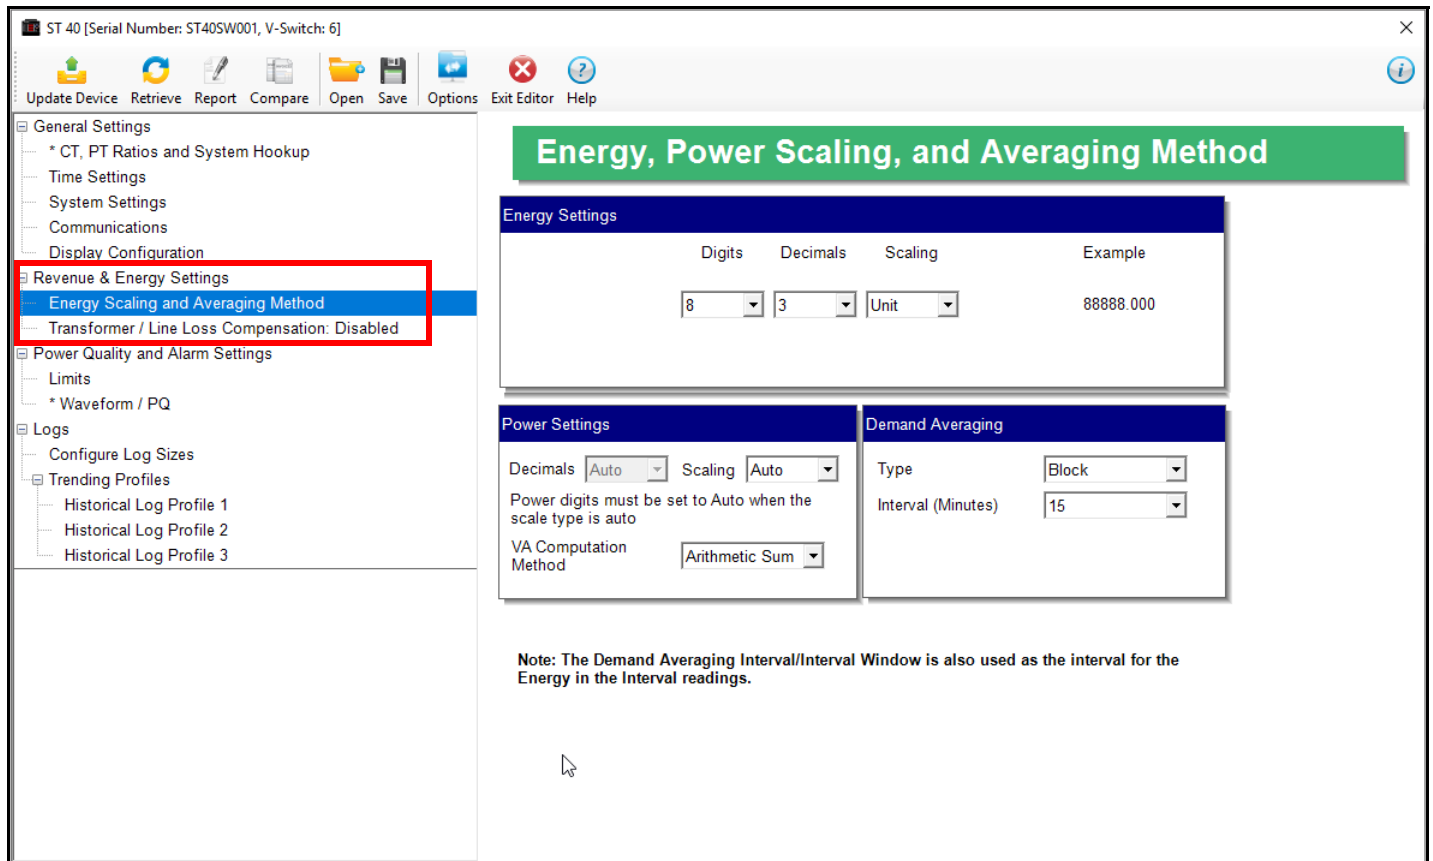 ST 40 [Serial Number: ST40SW001, V-Switch: 6]
Update Device Retrieve Report Compare Open Save Options Exit Editor Help
General Settings
* CT, PT Ratios and System Hookup
Time Settings
System Settings
Communications
Display Configuration
Revenue & Energy Settings
Energy Scaling and Averaging Method
Transformer / Line Loss Compensation: Disabled
Power Quality and Alarm Settings
Limits
* Waveform / PQ
Logs
Configure Log Sizes
Trending Profiles
Historical Log Profile 1
Historical Log Profile 2
Historical Log Profile 3
Energy, Power Scaling, and Averaging Method
Energy Settings
Digits Decimals Scaling Example
8 3 Unit 88888.000
Power Settings
Decimals Auto Scaling Auto
Power digits must be set to Auto when the
scale type is auto
VA Computation
Method
Arithmetic Sum
Demand Averaging
Type Block
Interval (Minutes) 15
Note: The Demand Averaging Interval/Interval Window is also used as the interval for the
Energy in the Interval readings.